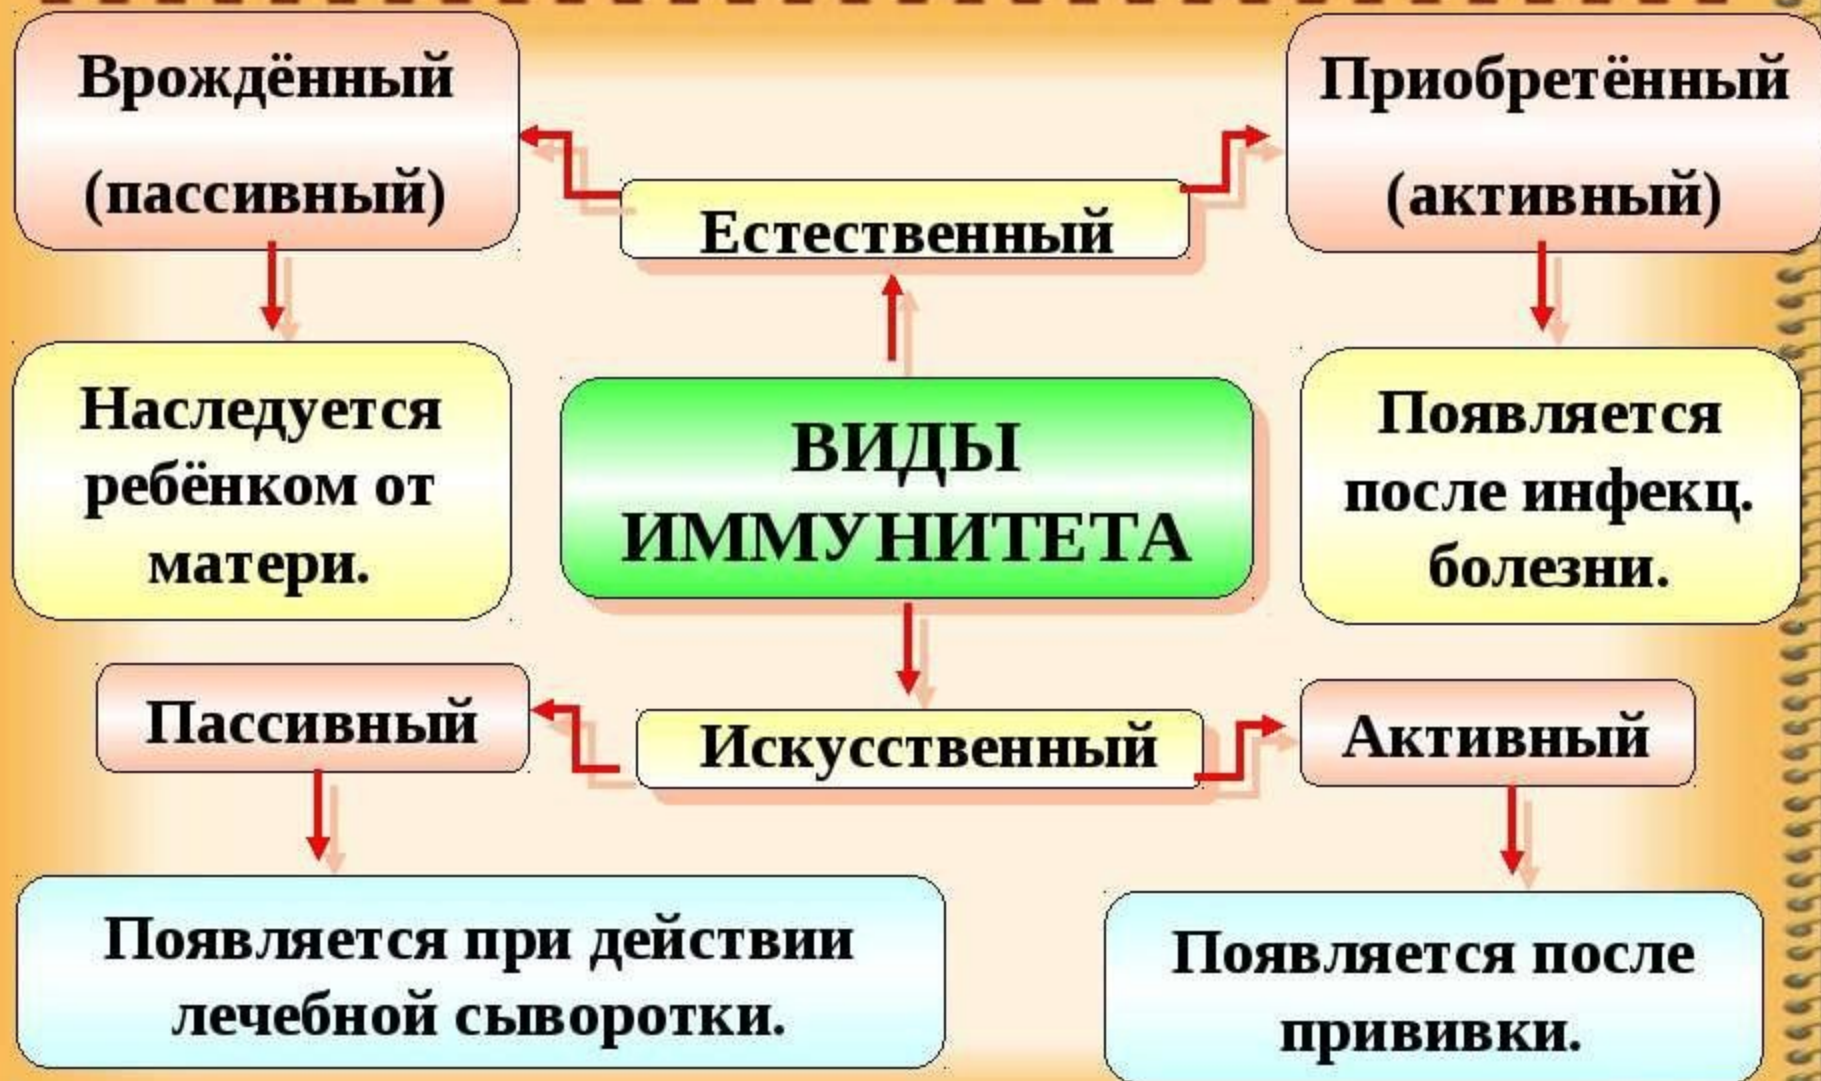 Врождённый
(пассивный)
Естественный
Приобретённый
(активный)
Наследуется
ребёнком от
матери.
ВИДЫ
ИММУНИТЕТА
Появляется
после инфекц.
болезни.
Пассивный
Искусственный
Активный
Появляется при действии
лечебной сыворотки.
Появляется после
прививки.